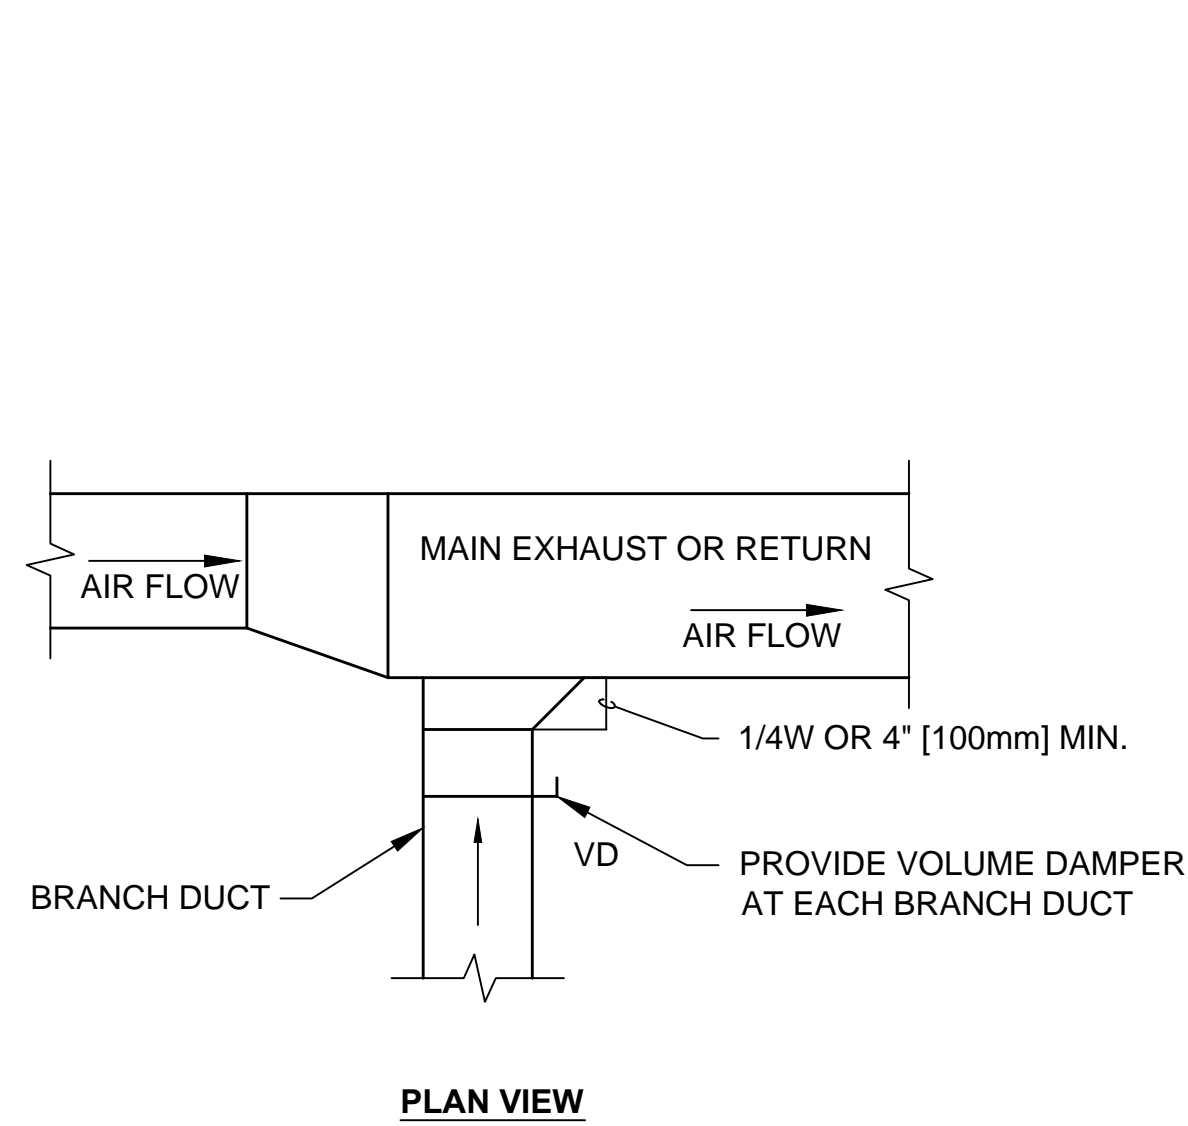 MAIN EXHAUST OR RETURN
AIR FLOW
AIR FLOW
1/4W OR 4" [100mm] MIN.
VD
PROVIDE VOLUME DAMPER
AT EACH BRANCH DUCT
BRANCH DUCT
PLAN VIEW